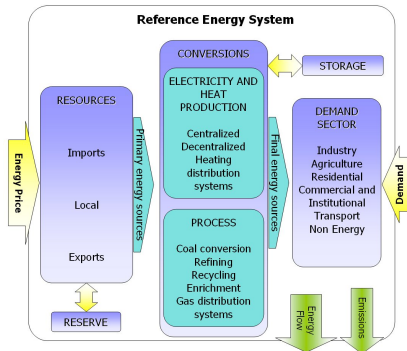 Reference Energy System
CONVERSIONS
STORAGE
RESOURCES
Imports
Local
Exports
RESERVE
Energy Price
Primary energy sources
ELECTRICITY AND
HEAT
PRODUCTION
Centralized
Decentralized
Heating
distribution
systems
PROCESS
Coal conversion
Refining
Recycling
Enrichment
Gas distribution
systems
Final energy sources
DEMAND
SECTOR
Industry
Agriculture
Residential
Commercial and
Institutional
Transport
Non Energy
Demand
Energy
Flow
Emissions